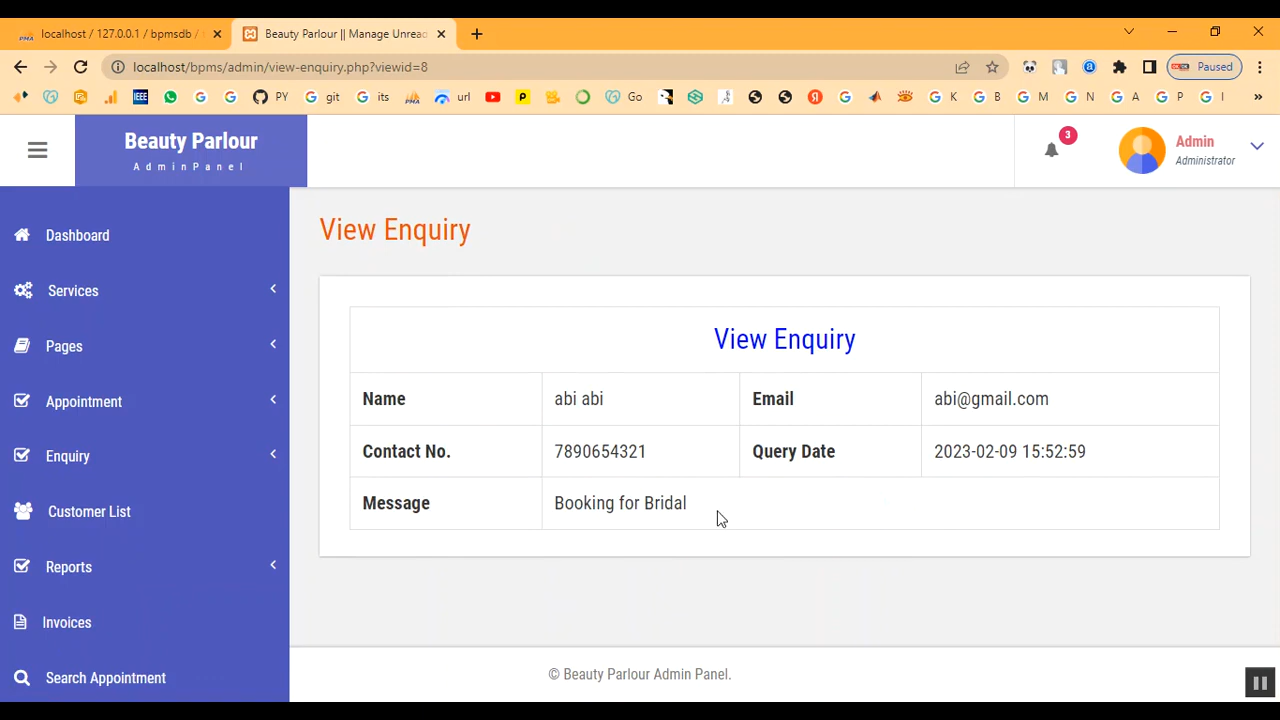 localhost / 127.0.0.1 / bpmsdb /
Beauty Parlour || Manage Unread
localhost/bpms/admin/view-enquiry.php?viewid=8
Paused
IEEE PY git its url Go K B M N A P I »
Beauty Parlour
AdminPanel
3
Admin
Administrator
Dashboard
Services
Pages
Appointment
Enquiry
Customer List
Reports
Invoices
Search Appointment
View Enquiry
View Enquiry
Name abi abi Email abi@gmail.com
Contact No. 7890654321 Query Date 2023-02-09 15:52:59
Message Booking for Bridal
© Beauty Parlour Admin Panel.